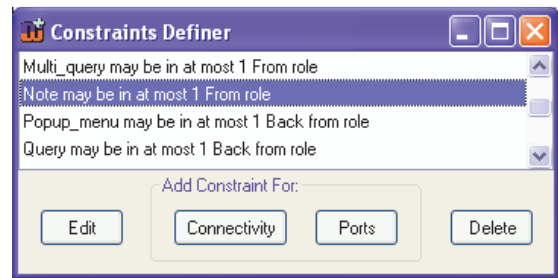 Constraints Definer
Multi_query may be in at most 1 From role
Note may be in at most 1 From role
Popup_menu may be in at most 1 Back from role
Query may be in at most 1 Back from role
Add Constraint For:
Edit
Connectivity
Ports
Delete